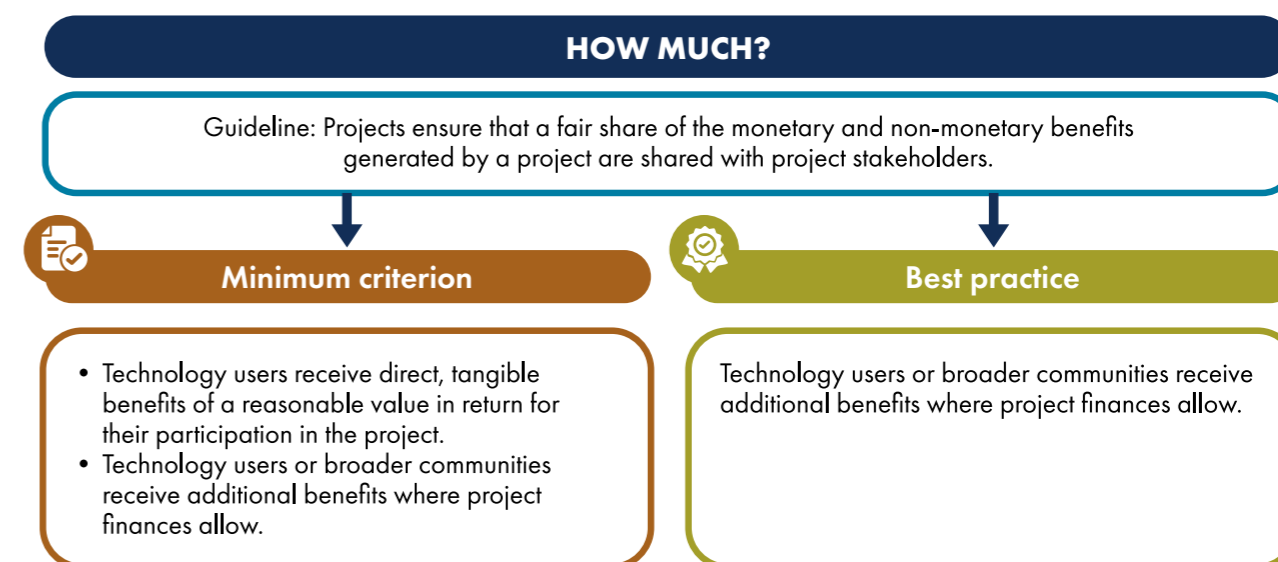 HOW MUCH?
Guideline: Projects ensure that a fair share of the monetary and non-monetary benefits
generated by a project are shared with project stakeholders.
Minimum criterion
• Technology users receive direct, tangible
benefits of a reasonable value in return for
their participation in the project.
• Technology users or broader communities
receive additional benefits where project
finances allow.
Best practice
Technology users or broader communities receive
additional benefits where project finances allow.